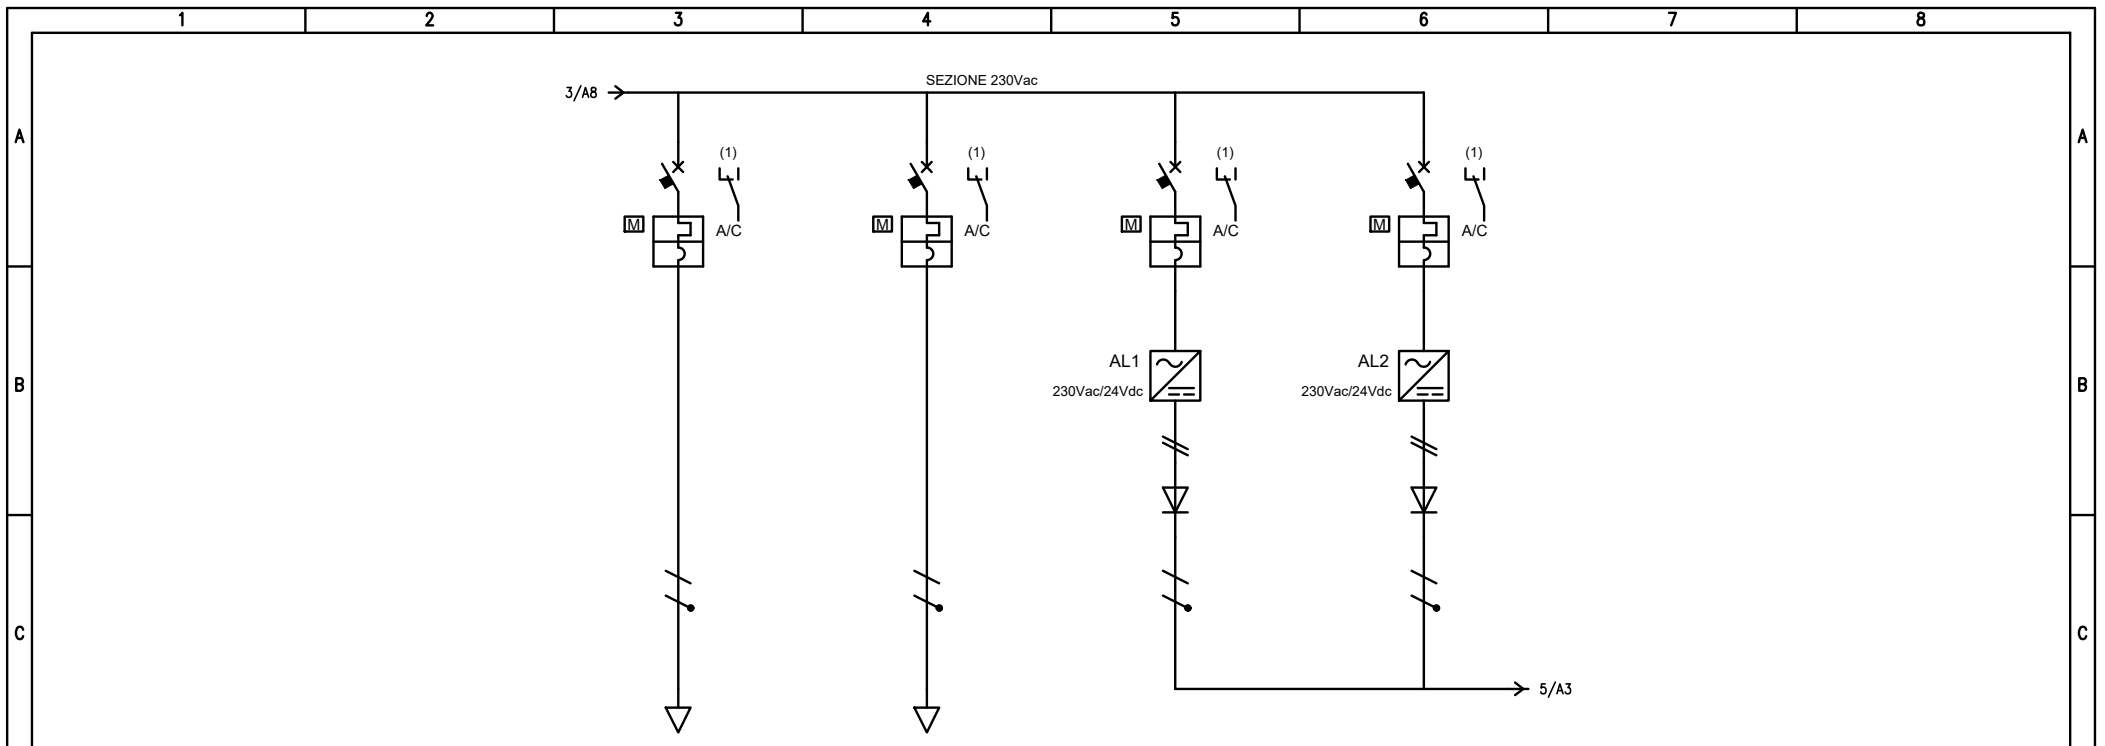 1 2 3 4 5 6 7 8
SEZIONE 230Vac
3/A8
A A
(1) (1) (1) (1)
M A/C M A/C M A/C M A/C
AL1 AL2
B B
230Vac/24Vdc 230Vac/24Vdc
C C
5/A3